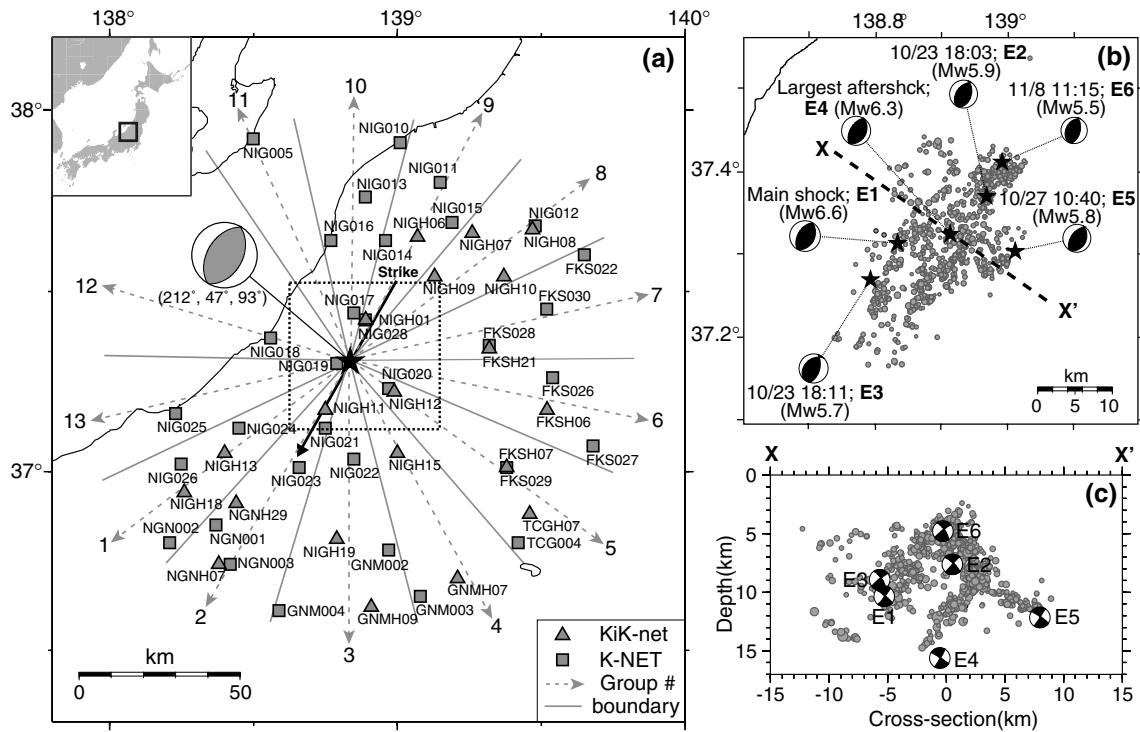 138˚
139˚
140˚
38˚
37˚
(a)
10
11
9
8
12
7
13
6
1
5
2
4
3
NIG010
NIG005
NIG011
NIG013
NIG015
NIG012
NIG016
NIGH06
NIGH07
NIGH08
NIG014
FKS022
Strike
NIGH09
NIGH10
(212˚, 47˚, 93˚)
NIG017
FKS030
NIGH01
NIG028
FKS028
NIG018
FKSH21
NIG019
NIG020
FKS026
NIGH12
NIGH11
FKSH06
NIG025
NIG024
NIG021
FKS027
NIGH13
NIG022
NIGH15
FKSH07
NIG026
NIG023
FKS029
NIGH18
NGNH29
TCGH07
NGN002
NGN001
NIGH19
GNM002
TCG004
NGNH07
NGN003
GNMH07
GNM004
GNMH09
GNM003
km
0
50
KiK-net
K-NET
Group #
boundary
138.8˚
139˚
37.4˚
37.2˚
(b)
10/23 18:03; E2
(Mw5.9)
Largest aftershck;
E4 (Mw6.3)
11/8 11:15; E6
(Mw5.5)
X
Main shock; E1
(Mw6.6)
10/27 10:40; E5
(Mw5.8)
X'
10/23 18:11; E3
(Mw5.7)
km
0 5 10
X
X'
(c)
0
5
10
15
Depth(km)
E6
E2
E3
E1
E5
E4
-15 -10 -5 0 5 10 15
Cross-section(km)